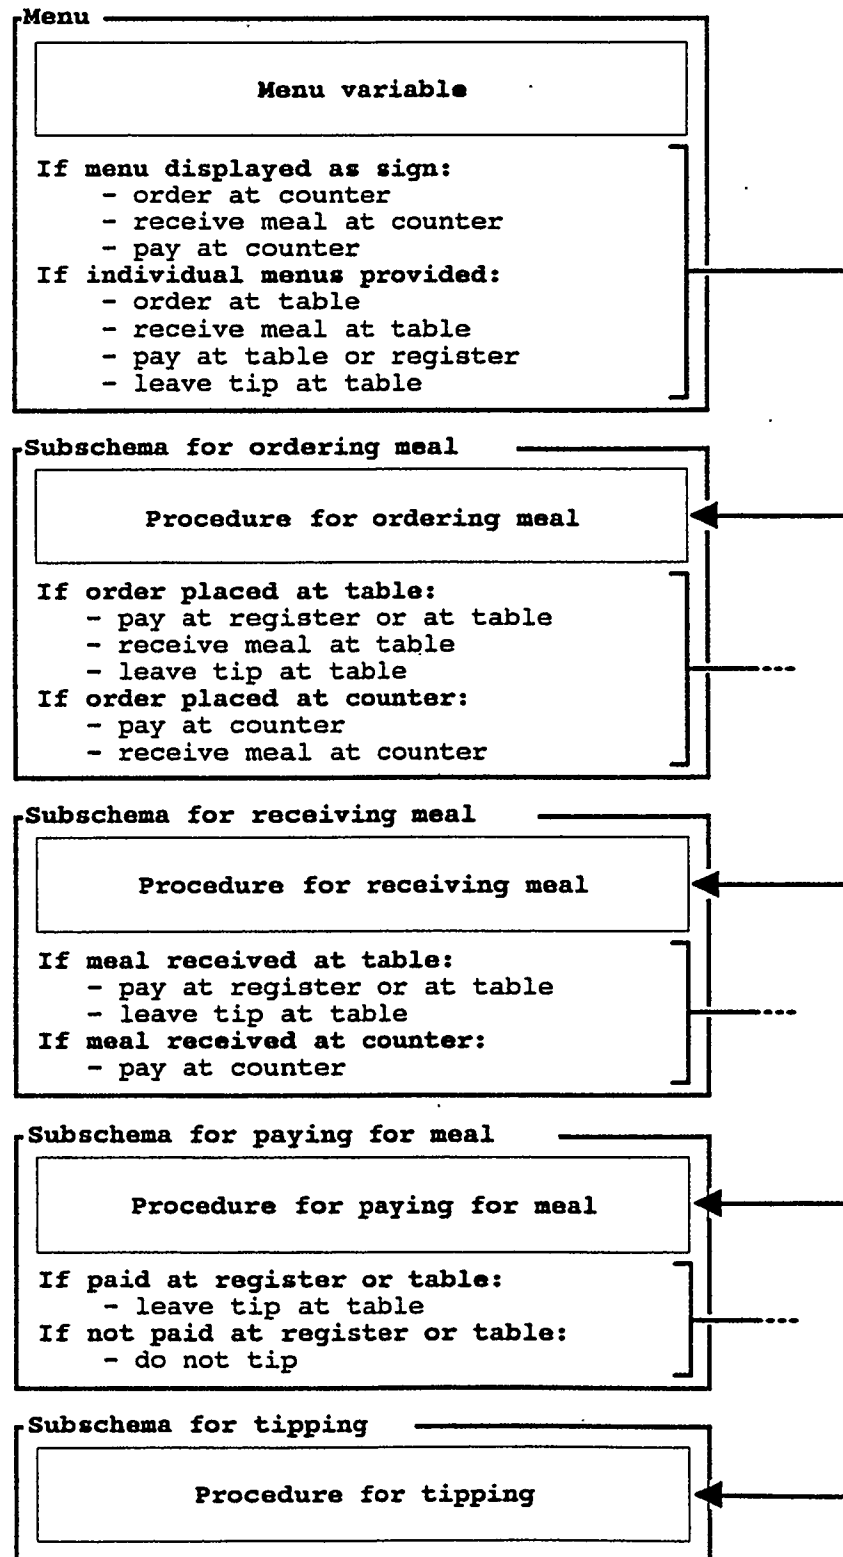 Menu
Menu variable
If menu displayed as sign:
- order at counter
- receive meal at counter
- pay at counter
If individual menus provided:
- order at table
- receive meal at table
- pay at table or register
- leave tip at table
Subschema for ordering meal
Procedure for ordering meal
If order placed at table:
- pay at register or at table
- receive meal at table
- leave tip at table
If order placed at counter:
- pay at counter
- receive meal at counter
Subschema for receiving meal
Procedure for receiving meal
If meal received at table:
- pay at register or at table
- leave tip at table
If meal received at counter:
- pay at counter
Subschema for paying for meal
Procedure for paying for meal
If paid at register or table:
- leave tip at table
If not paid at register or table:
- do not tip
Subschema for tipping
Procedure for tipping